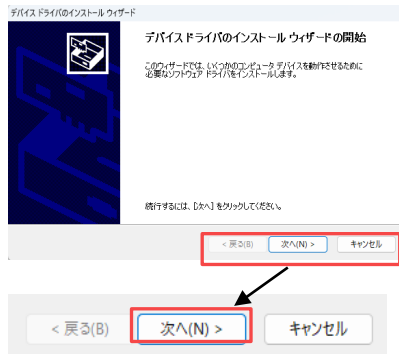 デバイス ドライバのインストール ウィザード
デバイス ドライバのインストール ウィザードの開始
このウィザードでは、いくつかのコンピュータ デバイスを動作させるために
必要なソフトウェア ドライバをインストールします。
続行するには、[次へ] をクリックしてください。
< 戻る(B) 次へ(N) > キャンセル
< 戻る(B) 次へ(N) > キャンセル